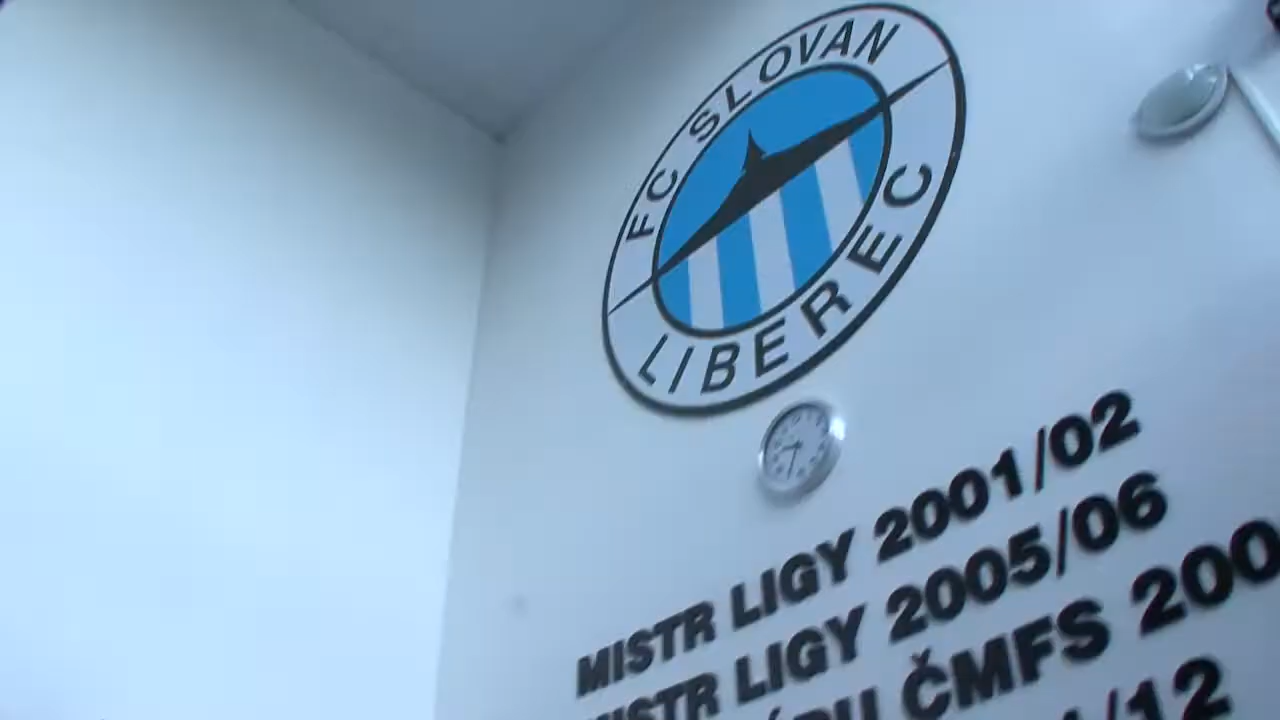 FC SLOVAN
LIBEREC
MISTR LIGY 2001/02
MISTR LIGY 2005/06
ČMFS 200
/12